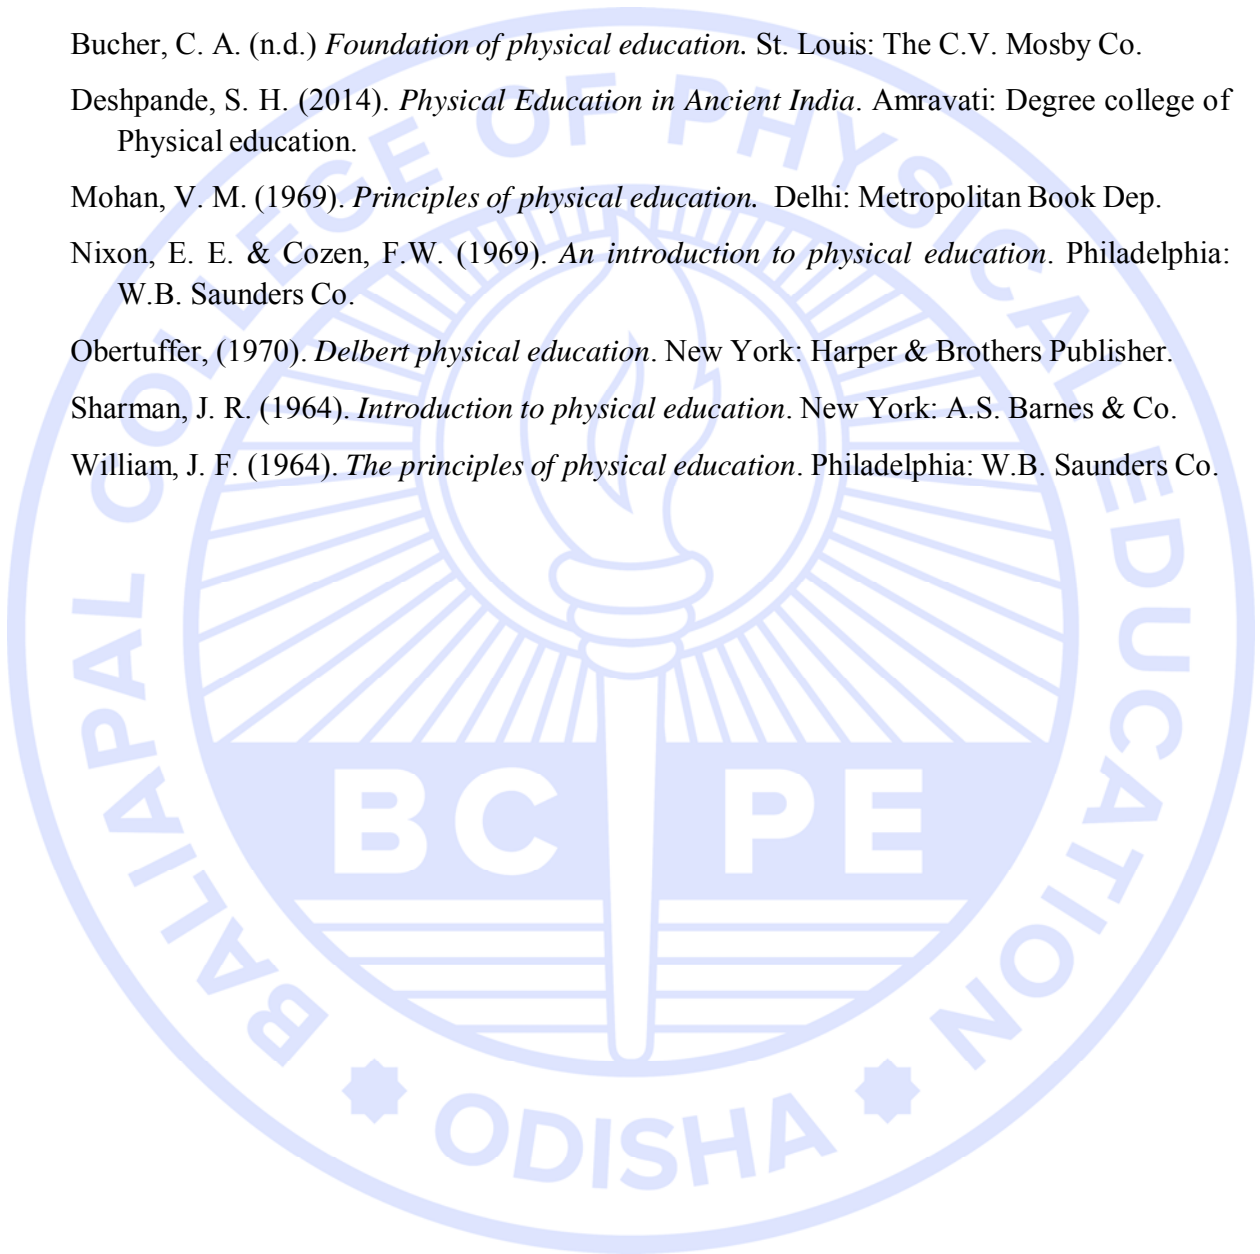 Bucher, C. A. (n.d.) Foundation of physical education. St. Louis: The C.V. Mosby Co.
Deshpande, S. H. (2014). Physical Education in Ancient India. Amravati: Degree college of
Physical education.
Mohan, V. M. (1969). Principles of physical education. Delhi: Metropolitan Book Dep.
Nixon, E. E. & Cozen, F.W. (1969). An introduction to physical education. Philadelphia:
W.B. Saunders Co.
Obertuffer, (1970). Delbert physical education. New York: Harper & Brothers Publisher.
Sharman, J. R. (1964). Introduction to physical education. New York: A.S. Barnes & Co.
William, J. F. (1964). The principles of physical education. Philadelphia: W.B. Saunders Co.
BALIAPAL COLLEGE OF PHYSICAL EDUCATION
BC PE
ODISHA